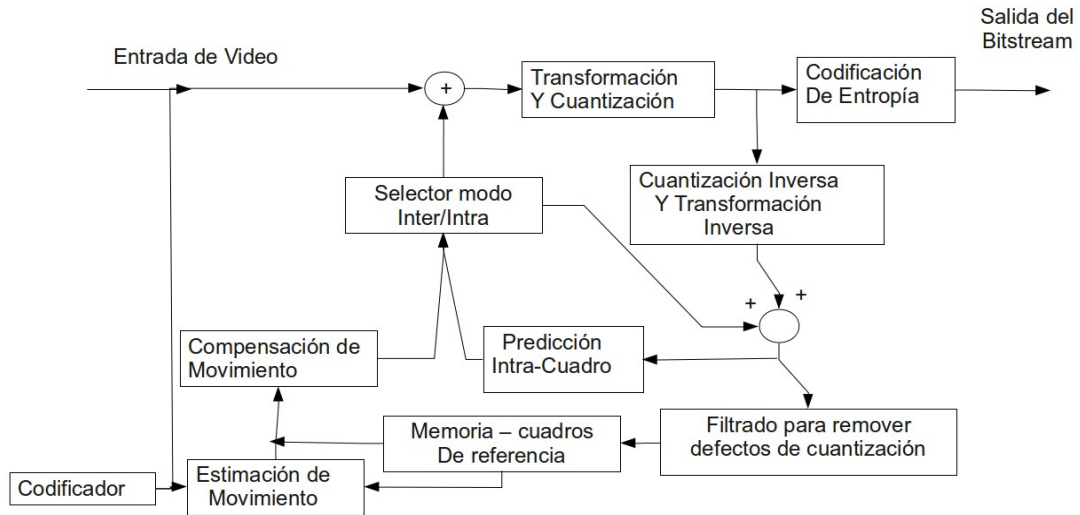 Salida del
Bitstream
Entrada de Video
+
Transformación
Y Cuantización
Codificación
De Entropía
Selector modo
Inter/Intra
Cuantización Inversa
Y Transformación
Inversa
+
+
Compensación de
Movimiento
Predicción
Intra-Cuadro
Memoria – cuadros
De referencia
Filtrado para remover
defectos de cuantización
Codificador
Estimación de
Movimiento